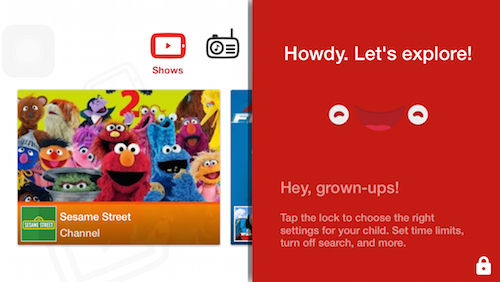 Shows
Howdy. Let's explore!
2
SESAME STREET
Sesame Street
Channel
Hey, grown-ups!
Tap the lock to choose the right
settings for your child. Set time limits,
turn off search, and more.